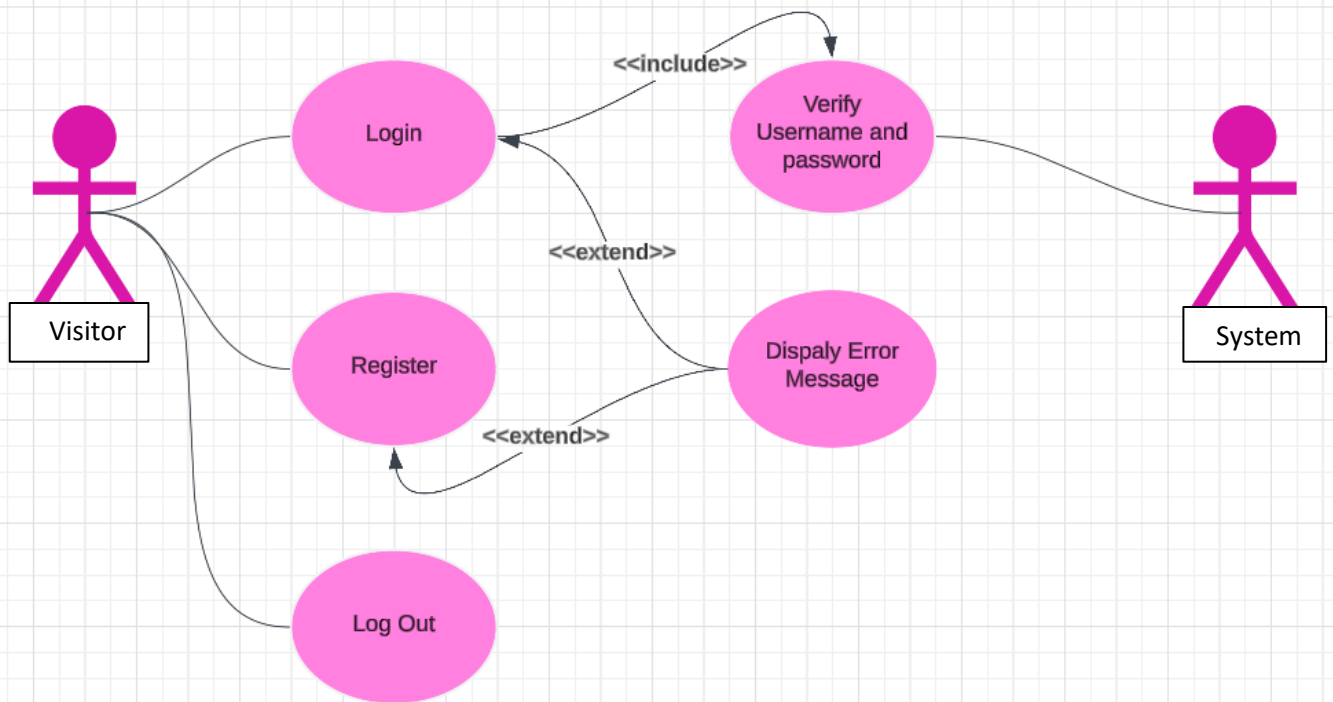 <<include>>
Login
Verify
Username and
password
<<extend>>
Visitor
System
Register
Dispaly Error
Message
<<extend>>
Log Out